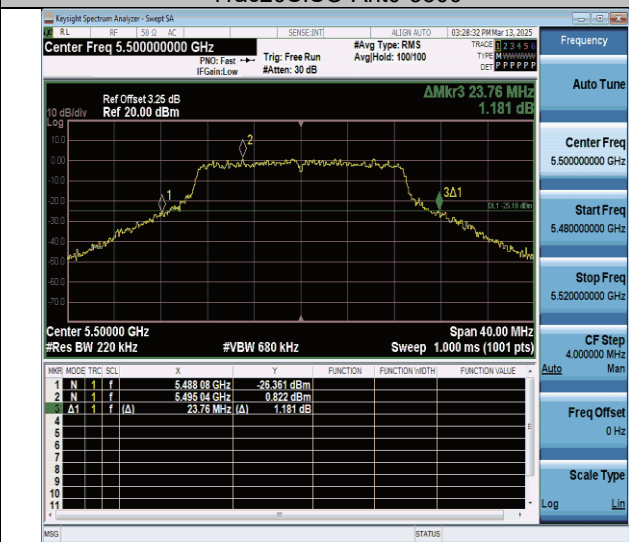 Keysight Spectrum Analyzer - Swept SA
RL RF 50 Ω AC SENSE:INT ALIGN AUTO 03:28:32 PM Mar 13, 2025
Center Freq 5.500000000 GHz
PNO: Fast
IFGain:Low
Trig: Free Run
#Atten: 30 dB
#Avg Type: RMS
Avg|Hold: 100/100
TRACE 1 2 3 4 5 6
TYPE M WWWWW
DET P P P P P P
Frequency
Auto Tune
Ref Offset 3.25 dB
10 dB/div Ref 20.00 dBm
Log
ΔMkr3 23.76 MHz
1.181 dB
10.0
0.00
-10.0
-20.0
-30.0
-40.0
-50.0
-60.0
-70.0
2
1
3Δ1
DL1 -25.18 dBm
Center Freq
5.500000000 GHz
Start Freq
5.480000000 GHz
Stop Freq
5.520000000 GHz
Center 5.50000 GHz Span 40.00 MHz
#Res BW 220 kHz #VBW 680 kHz Sweep 1.000 ms (1001 pts)
CF Step
4.000000 MHz
Auto Man
MKR MODE TRC SCL X Y FUNCTION FUNCTION WIDTH FUNCTION VALUE
1 N 1 f 5.488 08 GHz -26.361 dBm
2 N 1 f 5.495 04 GHz 0.822 dBm
3 Δ1 1 f (Δ) 23.76 MHz (Δ) 1.181 dB
4
5
6
7
8
9
10
11
Freq Offset
0 Hz
Scale Type
Log Lin
MSG STATUS